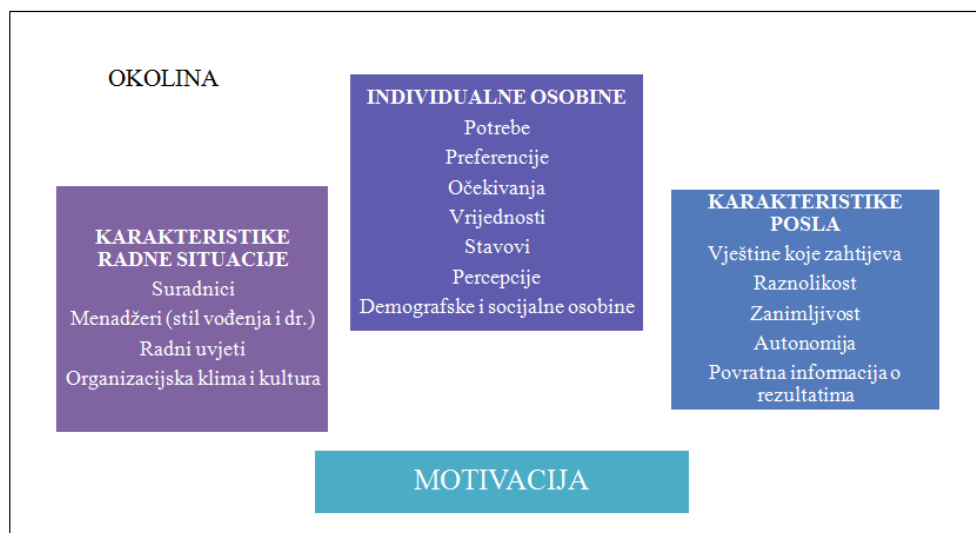 OKOLINA
INDIVIDUALNE OSOBINE
Potrebe
Preferencije
Očekivanja
Vrijednosti
Stavovi
Percepcije
Demografske i socijalne osobine
KARAKTERISTIKE
RADNE SITUACIJE
Suradnici
Menadžeri (stil vođenja i dr.)
Radni uvjeti
Organizacijska klima i kultura
KARAKTERISTIKE
POSLA
Vještine koje zahtijeva
Raznolikost
Zanimljivost
Autonomija
Povratna informacija o
rezultatima
MOTIVACIJA